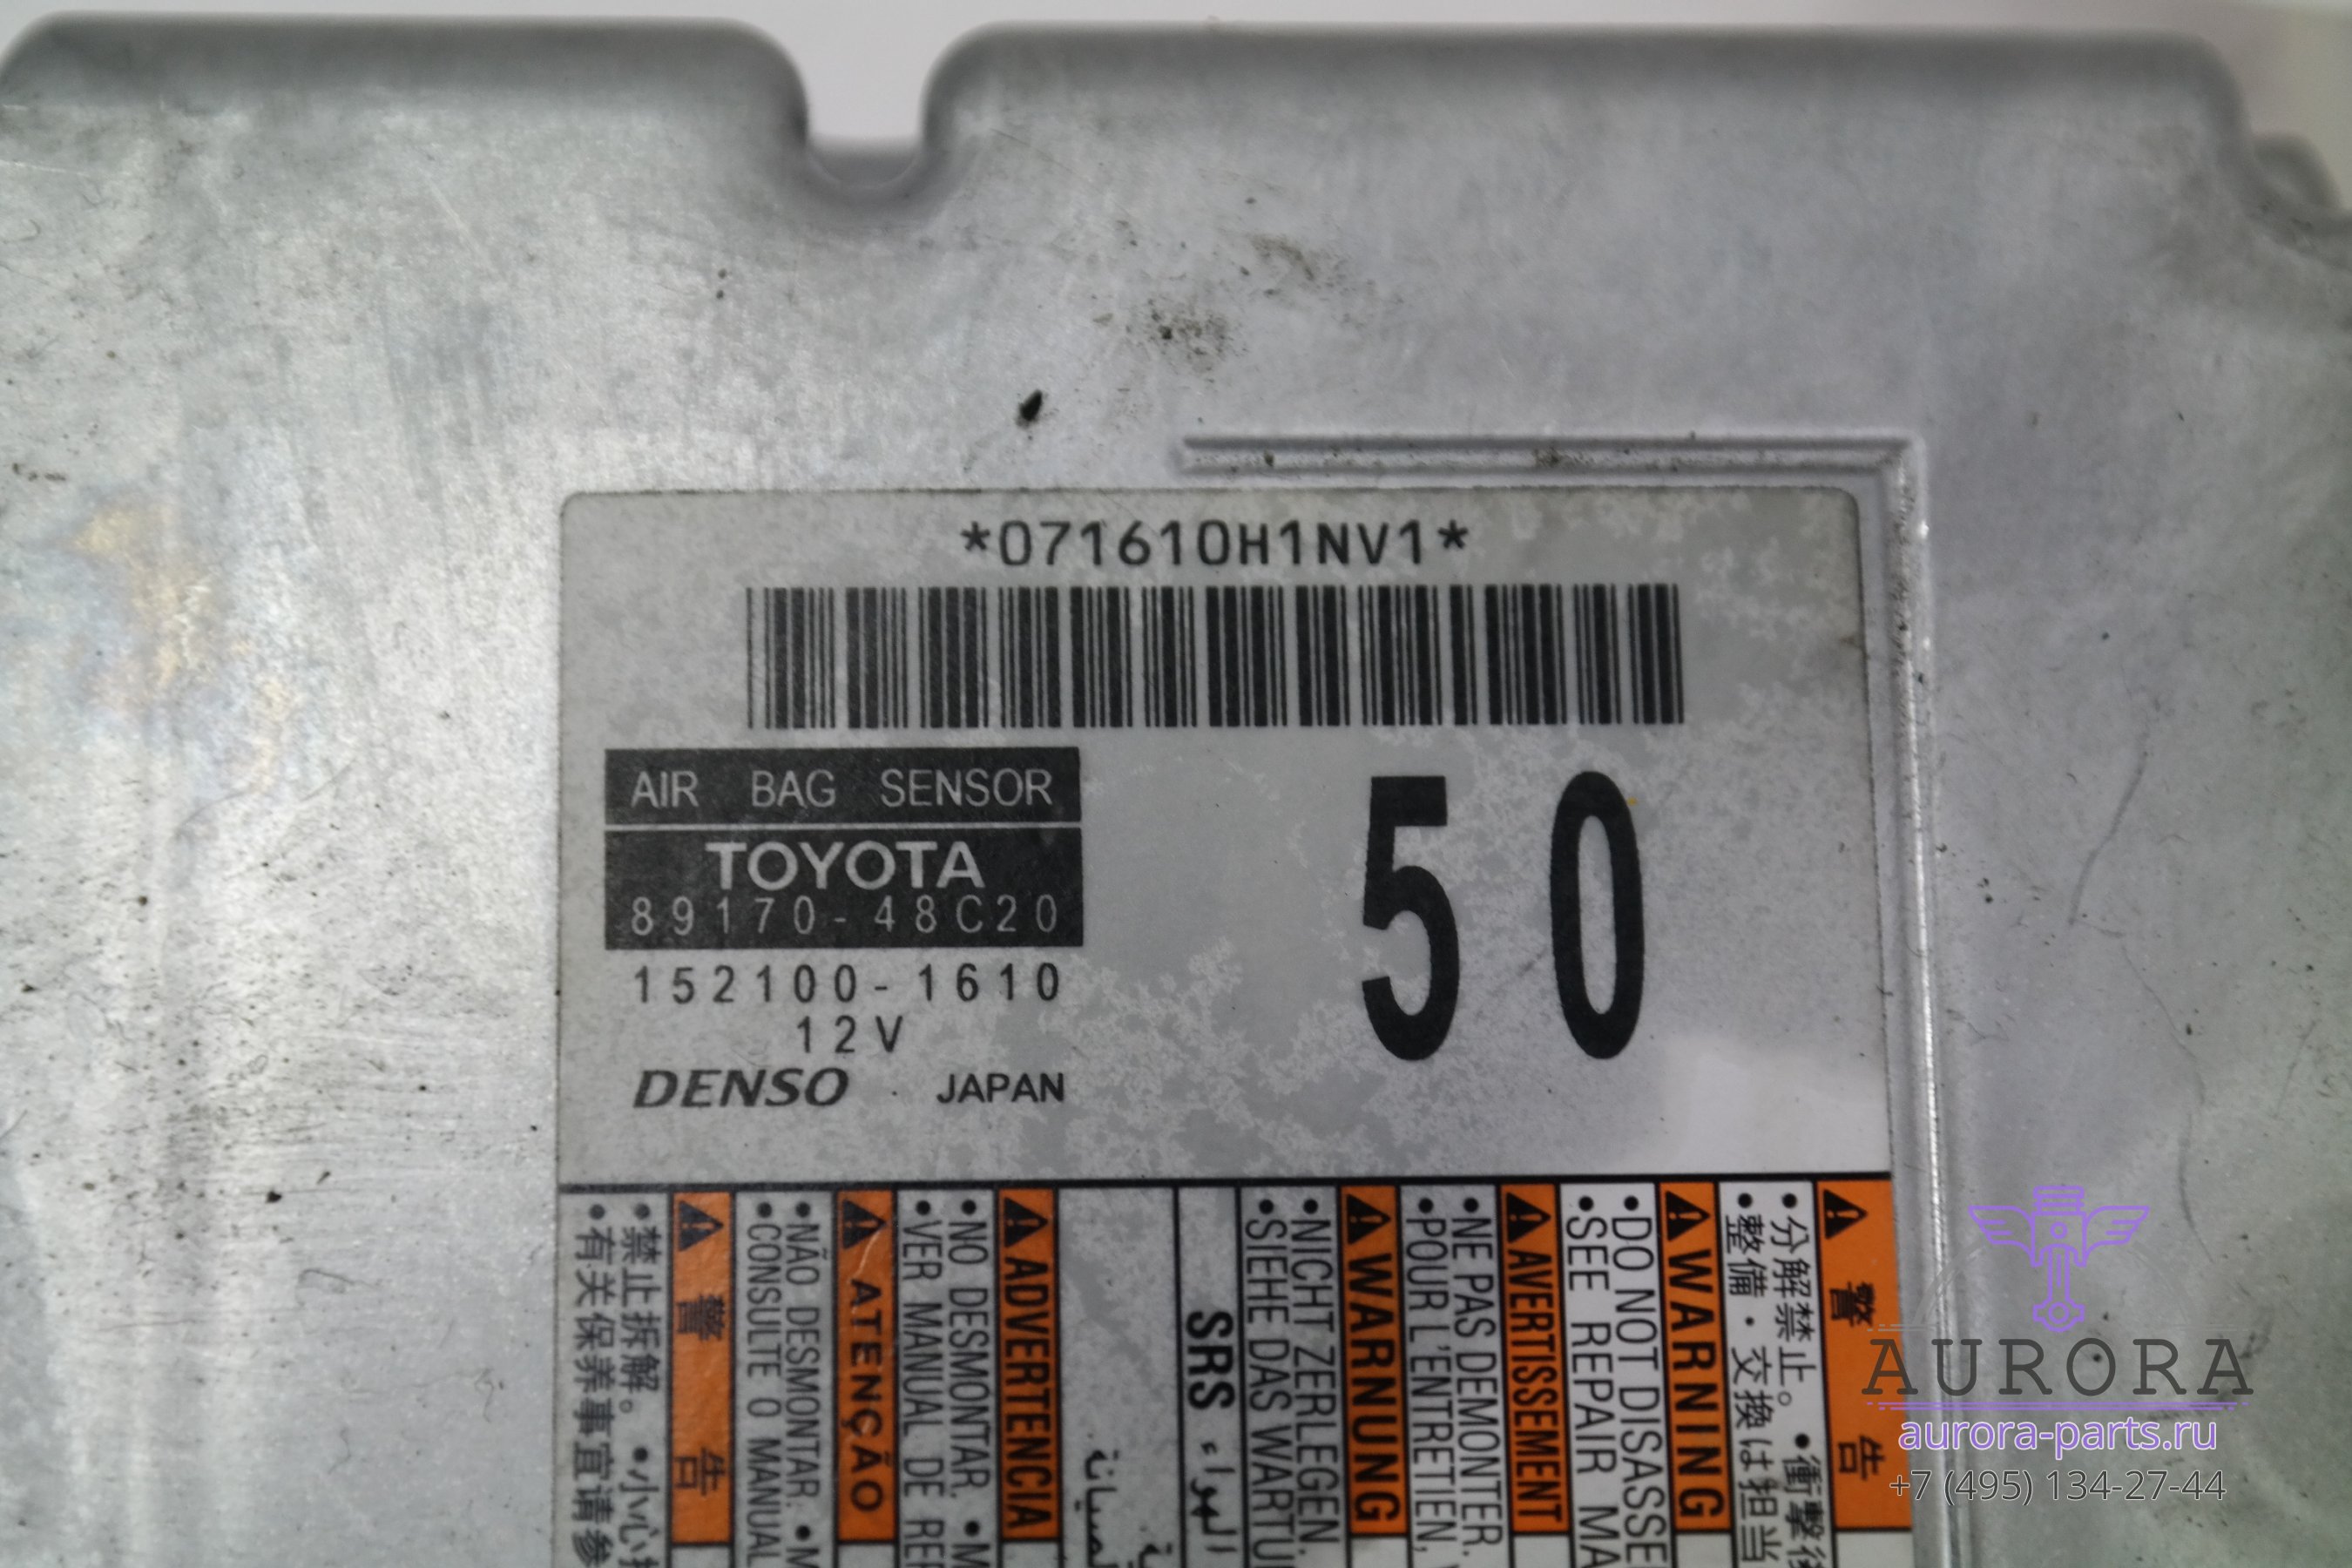 *071610H1NV1*
AIR BAG SENSOR
TOYOTA
89170-48C20
152100-1610
12V
DENSO JAPAN
50
警告
・分解禁止。 ・衝撃
・整備・交換は担当
WARNING
・DO NOT DISASSE
・SEE REPAIR MA
AVERTISSEMENT
・NE PAS DEMONTER.
・POUR L'ENTRETIEN,
WARNUNG
・NICHT ZERLEGEN.
・SIEHE DAS WARTU
SRS
ADVERTENCIA
・NO DESMONTAR. ・M
・VER MANUAL DE RE
ATENÇÃO
・NÃO DESMONTAR. ・M
・CONSULTE O MANUAL
警告
・禁止拆解。 ・小心
・有关保养事宜请参
AURORA
aurora-parts.ru
+7 (495) 134-27-44